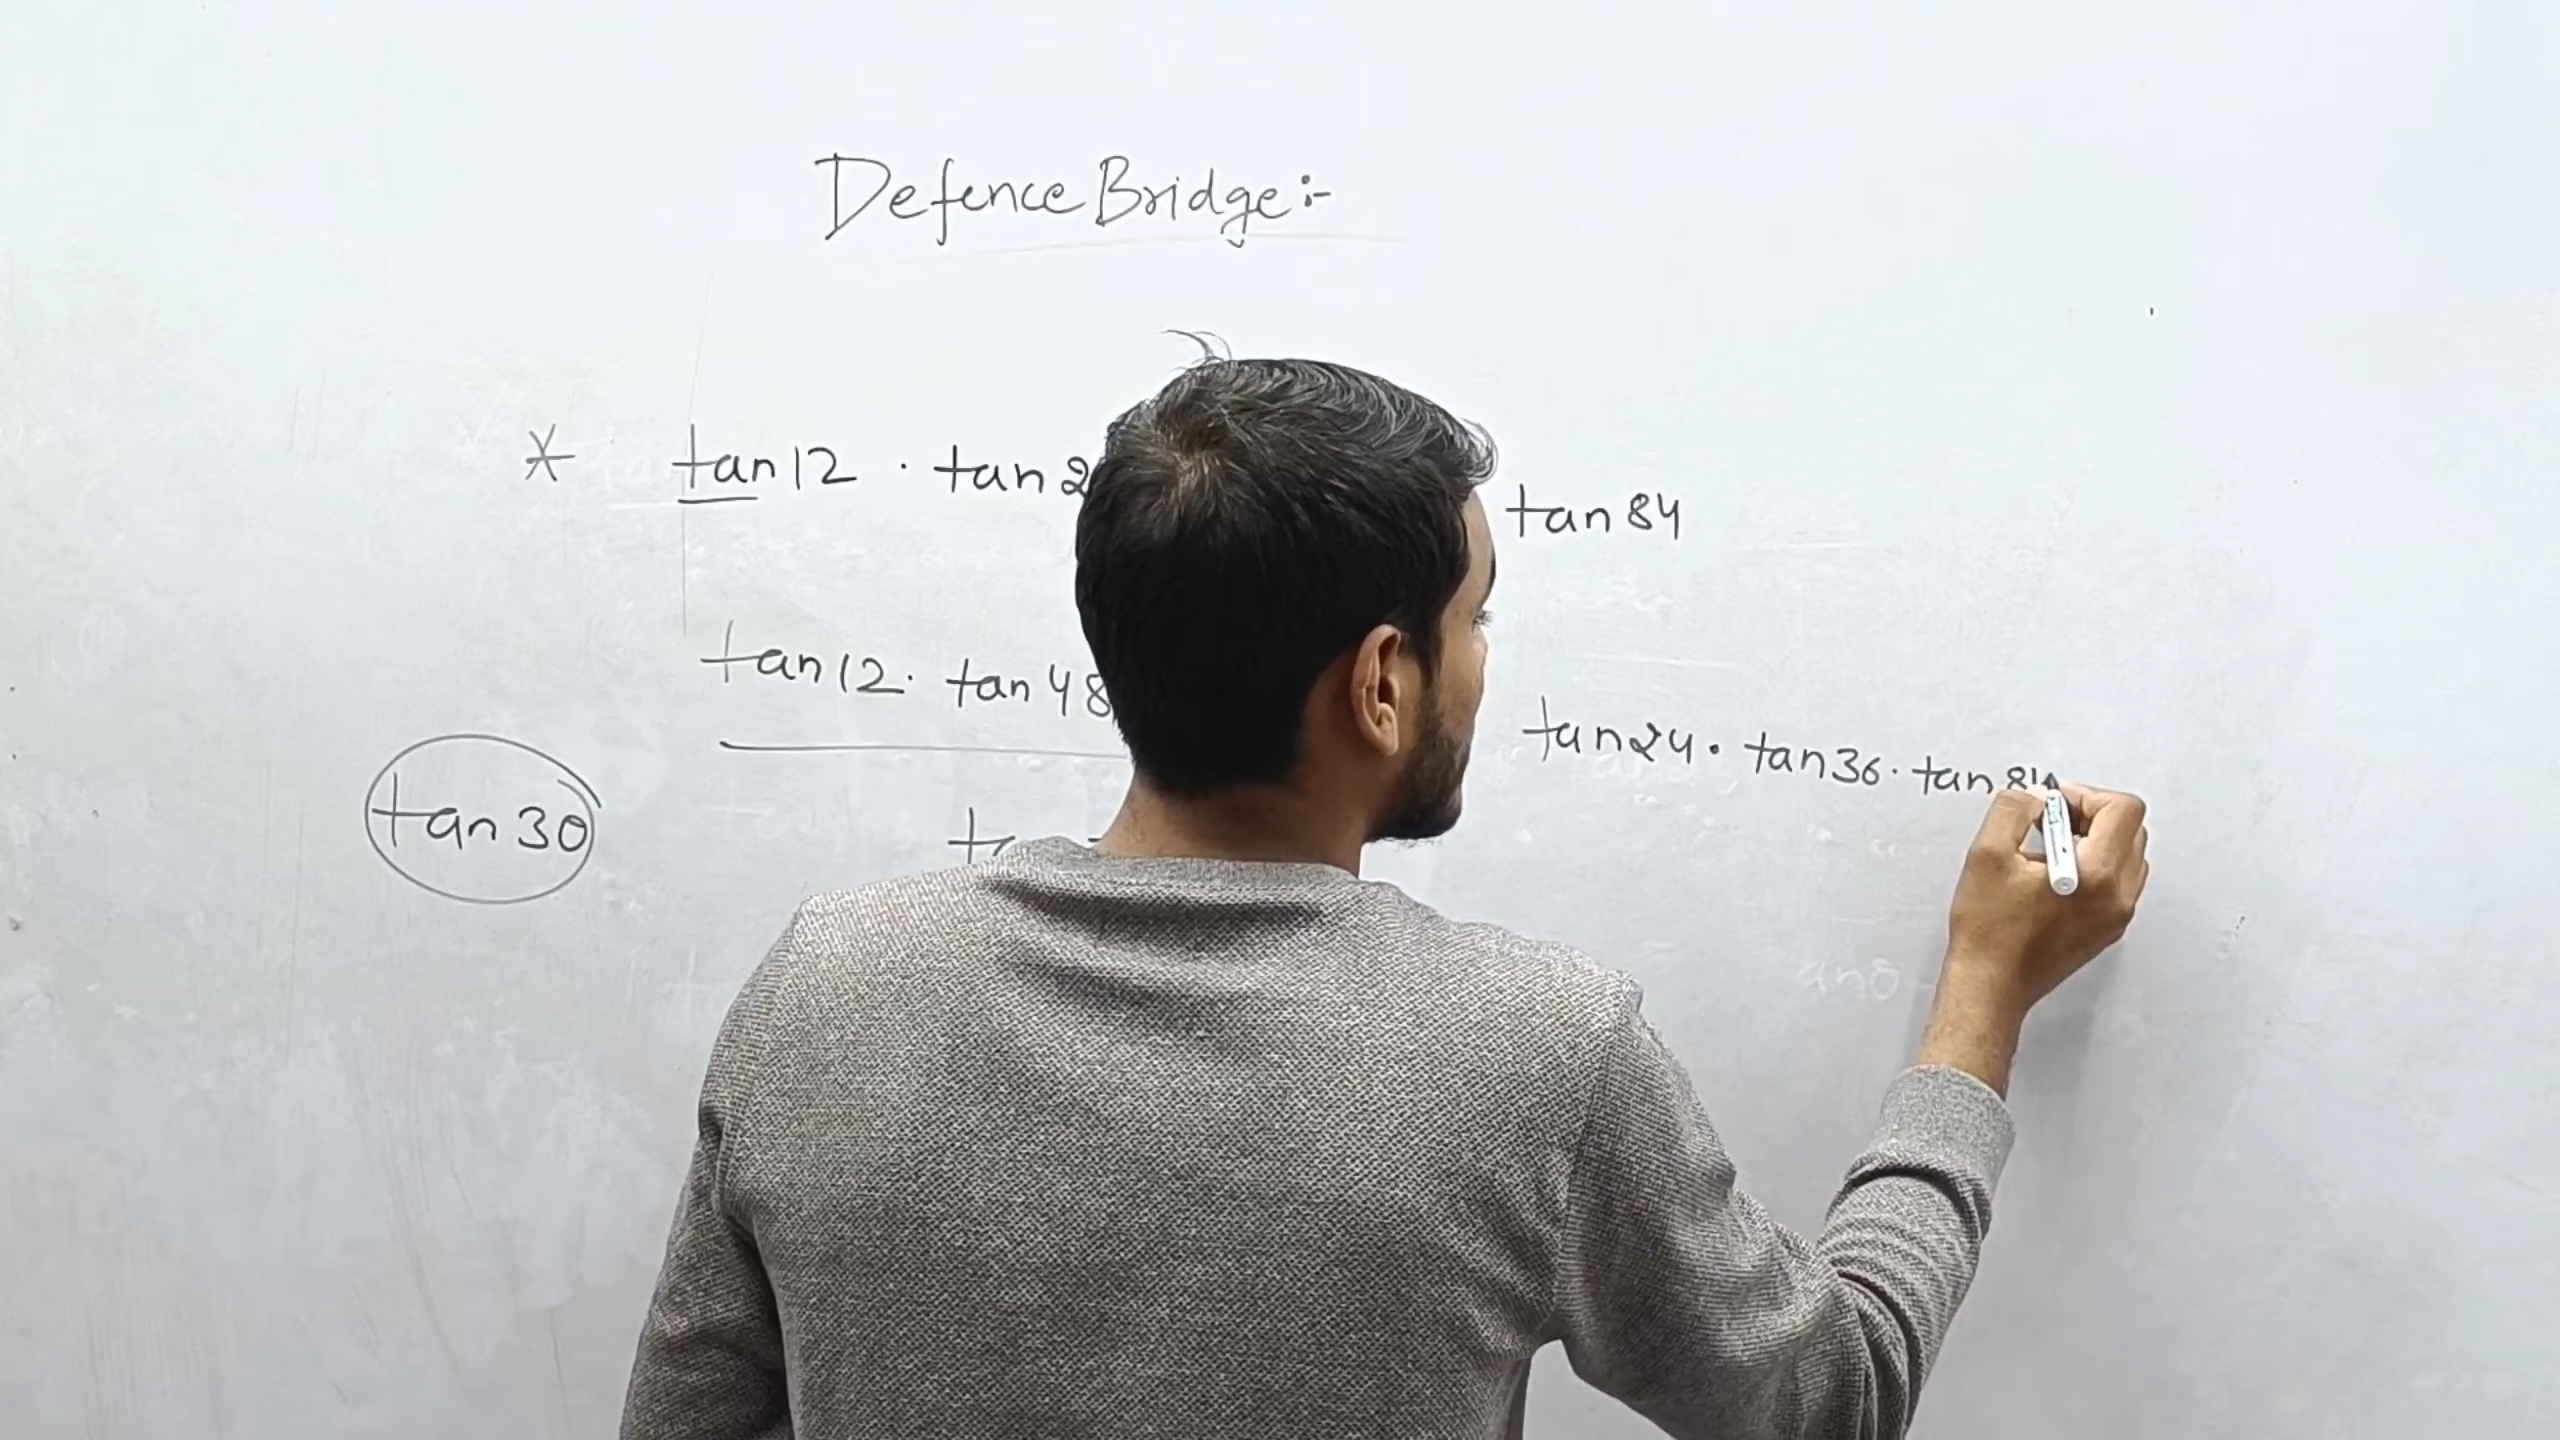 Defence Bridge:-
* tan12 · tan2 tan84
tan12 · tan48 tan24 · tan36 · tan84
tan30